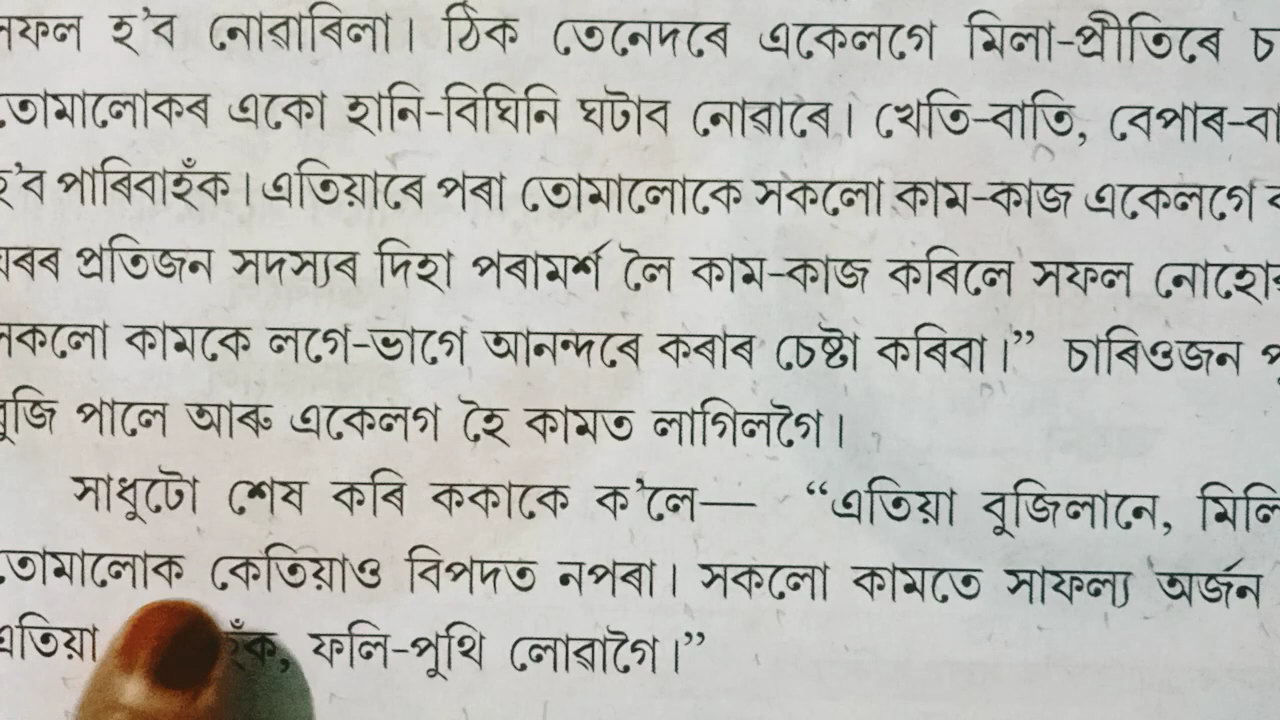 নোৱাৰিলা। ঠিক তেনেদৰে একেলগে মিলা-প্ৰীতিৰে
তোমালোকৰ একো হানি-বিঘিনি ঘটাব নোৱাৰে। খেতি-বাতি, বেপাৰ-বা
হ'ব পাৰিবাহঁক। এতিয়াৰে পৰা তোমালোকে সকলো কাম-কাজ একেলগে
ঘৰৰ প্ৰতিজন সদস্যৰ দিহা পৰামৰ্শ লৈ কাম-কাজ কৰিলে সফল
কামকে লগে-ভাগে আনন্দৰে কৰাৰ চেষ্টা কৰিবা।” চাৰিওজন
বুজি পালে আৰু একেলগ হৈ কামত লাগিলগৈ।
সাধুটো শেষ কৰি ককাকে ক'লে— “এতিয়া বুজিলানে, মিলি
তোমালোক কেতিয়াও বিপদত নপৰা। সকলো কামতে সাফল্য অৰ্জন
এতিয়া ফলি-পুথি লোৱাগৈ।”